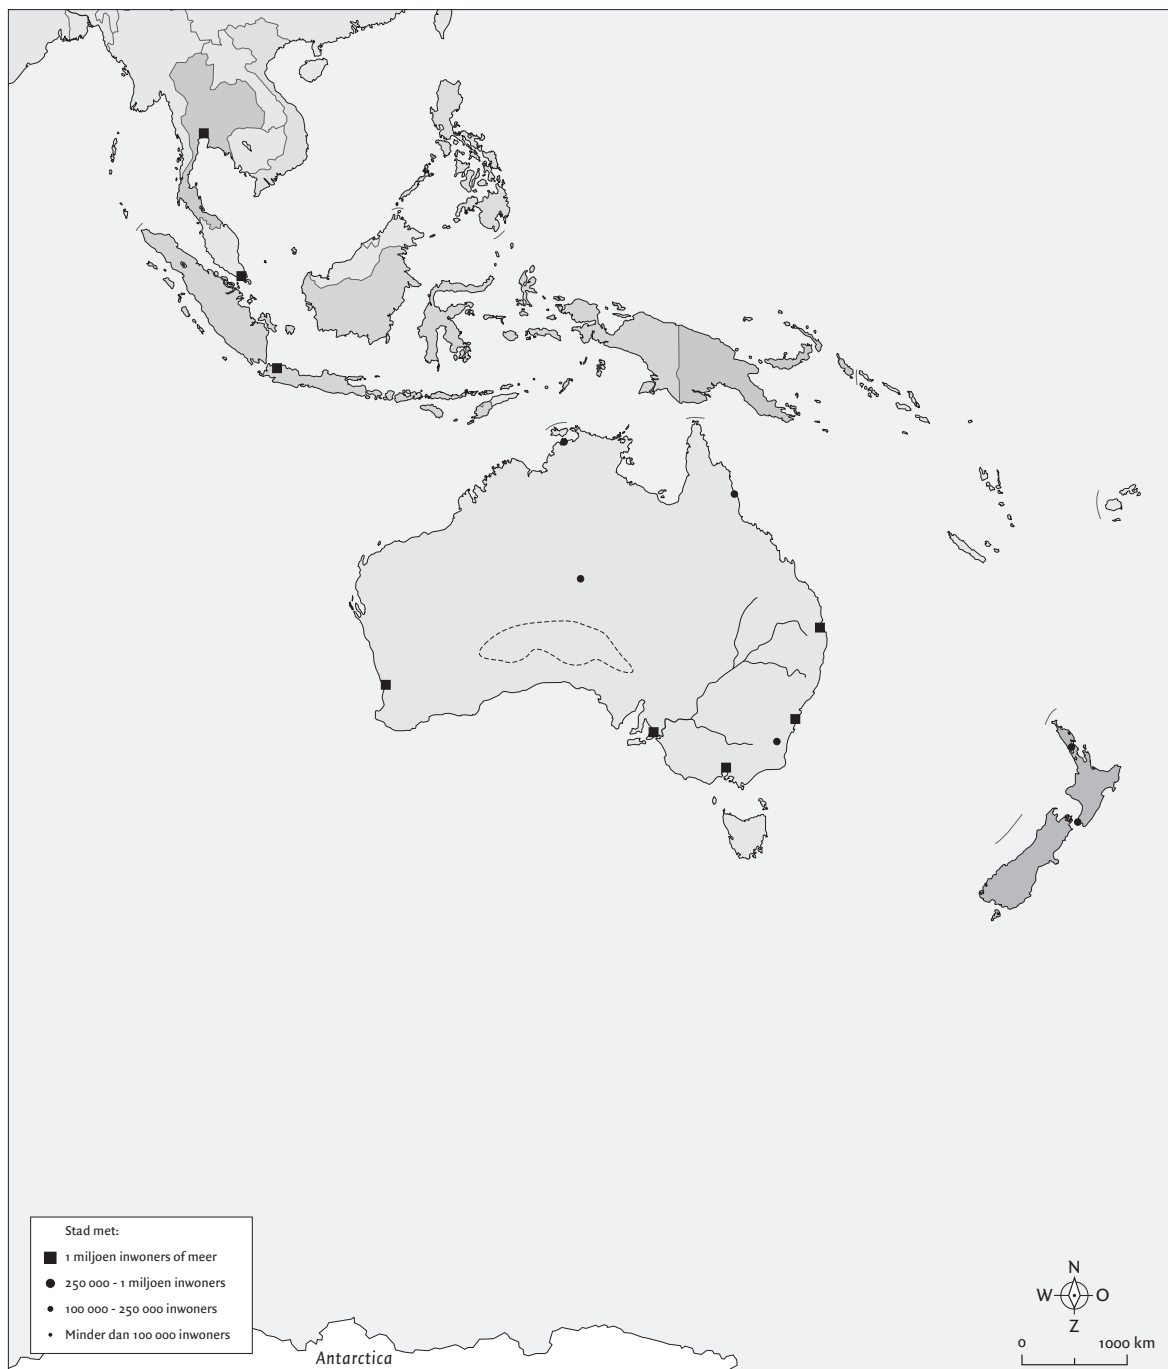 Stad met:
1 miljoen inwoners of meer
250 000 - 1 miljoen inwoners
100 000 - 250 000 inwoners
Minder dan 100 000 inwoners
Antarctica
N
W O
Z
0 1000 km